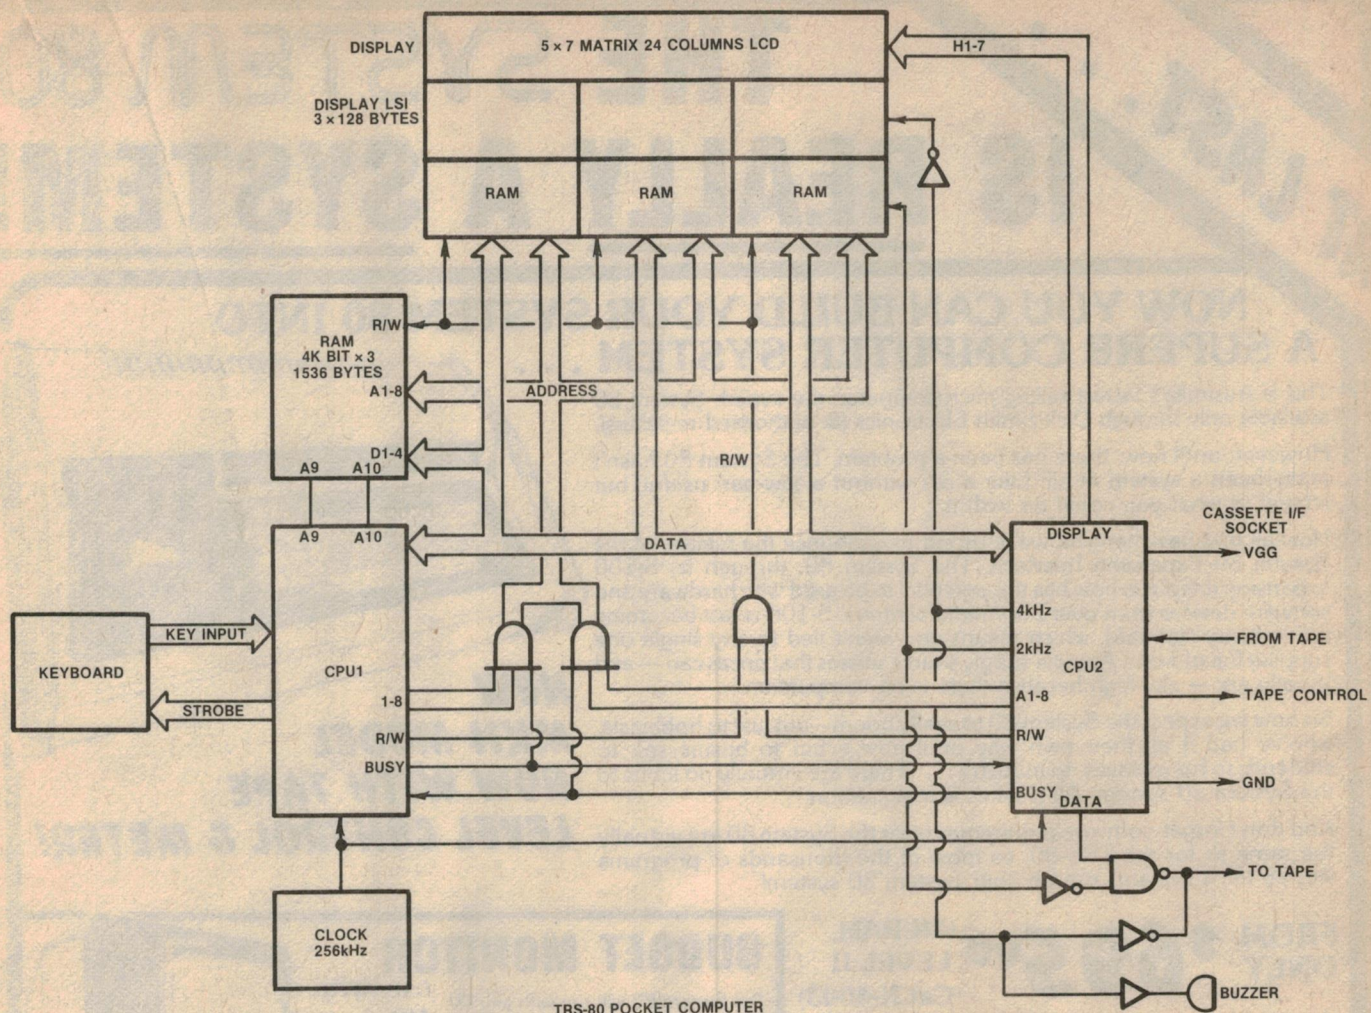 DISPLAY
5 × 7 MATRIX 24 COLUMNS LCD
H1-7
DISPLAY LSI
3 × 128 BYTES
RAM
RAM
RAM
R/W
RAM
4K BIT × 3
1536 BYTES
A1-8
ADDRESS
D1-4
R/W
A9
A10
A9
A10
DATA
DISPLAY
CASSETTE I/F
SOCKET
VGG
4kHz
FROM TAPE
2kHz
CPU2
KEY INPUT
KEYBOARD
CPU1
STROBE
1-8
A1-8
TAPE CONTROL
R/W
R/W
BUSY
BUSY
GND
DATA
TO TAPE
CLOCK
256kHz
BUZZER
TRS-80 POCKET COMPUTER